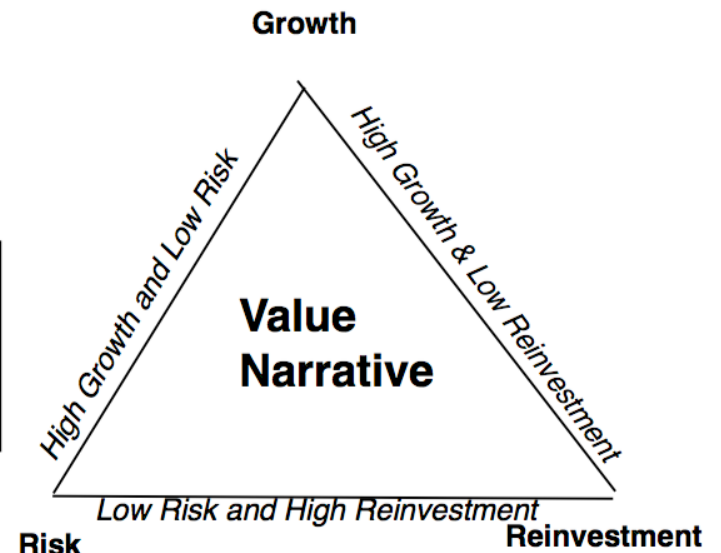 Growth
High Growth and Low Risk
High Growth & Low Reinvestment
Value
Narrative
Low Risk and High Reinvestment
Risk
Reinvestment